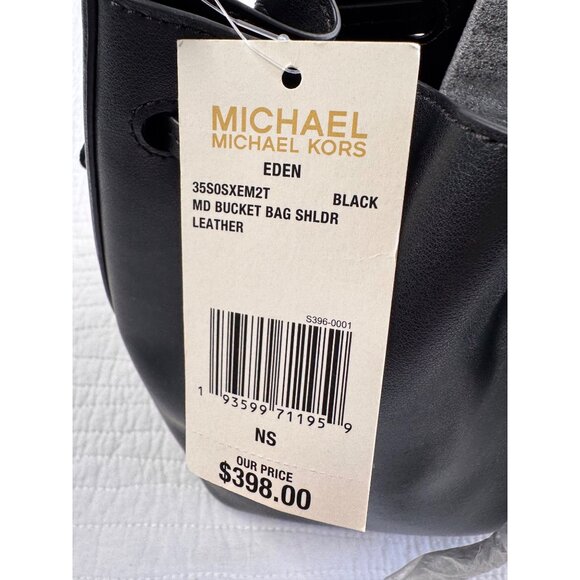 MICHAEL
MICHAEL KORS
EDEN
35S0SXEM2T BLACK
MD BUCKET BAG SHLDR
LEATHER
S396-0001
1 93599 71195 9
NS
OUR PRICE
$398.00